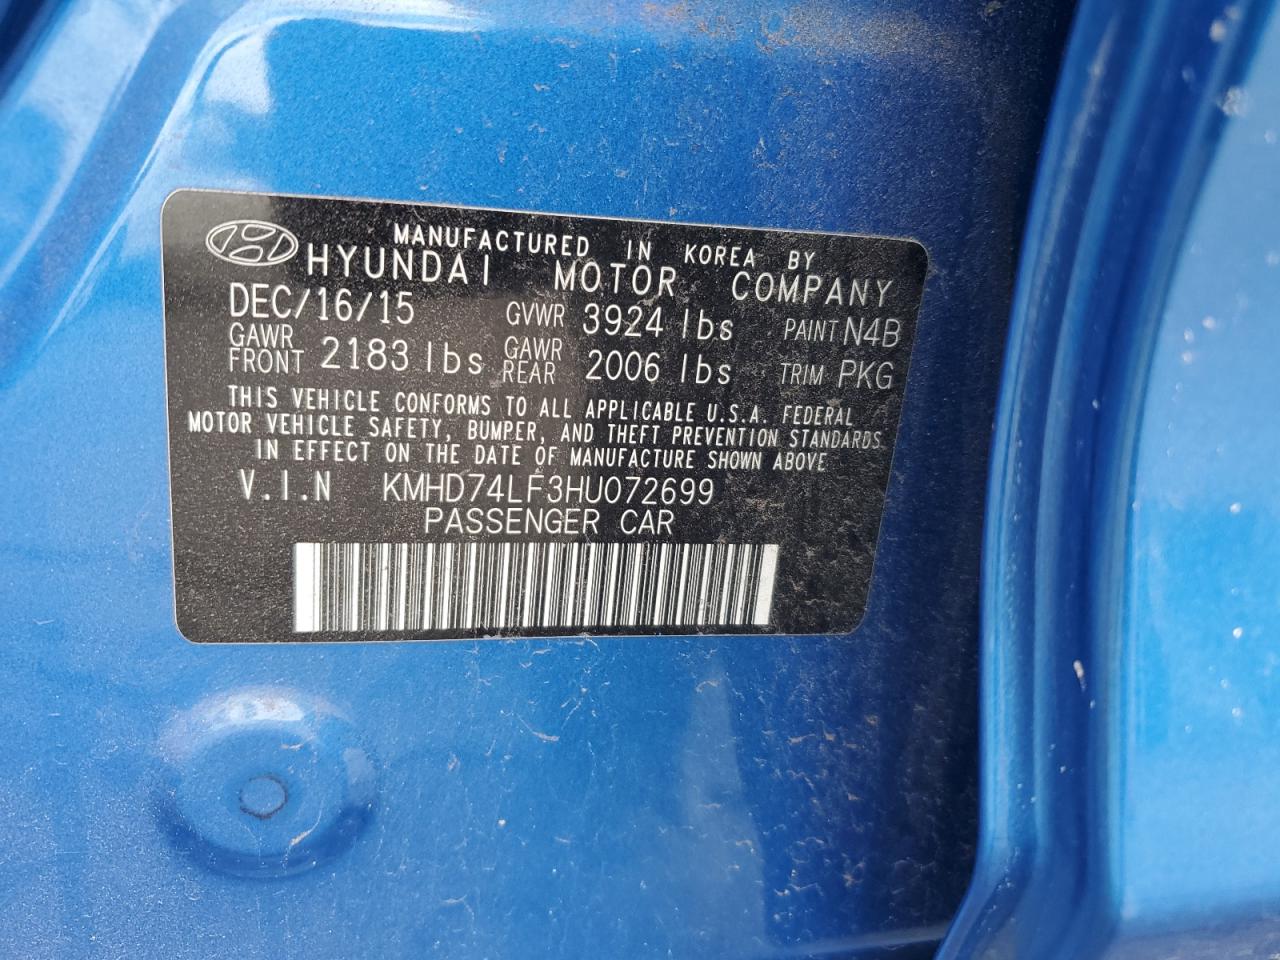 MANUFACTURED IN KOREA BY
HYUNDAI MOTOR COMPANY
DEC/16/15 GVWR 3924 lbs PAINT N4B
GAWR FRONT 2183 lbs GAWR REAR 2006 lbs TRIM PKG
THIS VEHICLE CONFORMS TO ALL APPLICABLE U.S.A. FEDERAL
MOTOR VEHICLE SAFETY, BUMPER, AND THEFT PREVENTION STANDARDS
IN EFFECT ON THE DATE OF MANUFACTURE SHOWN ABOVE
V.I.N KMHD74LF3HU072699
PASSENGER CAR